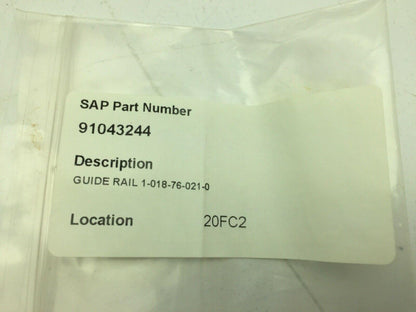 SAP Part Number
91043244
Description
GUIDE RAIL 1-018-76-021-0
Location 20FC2